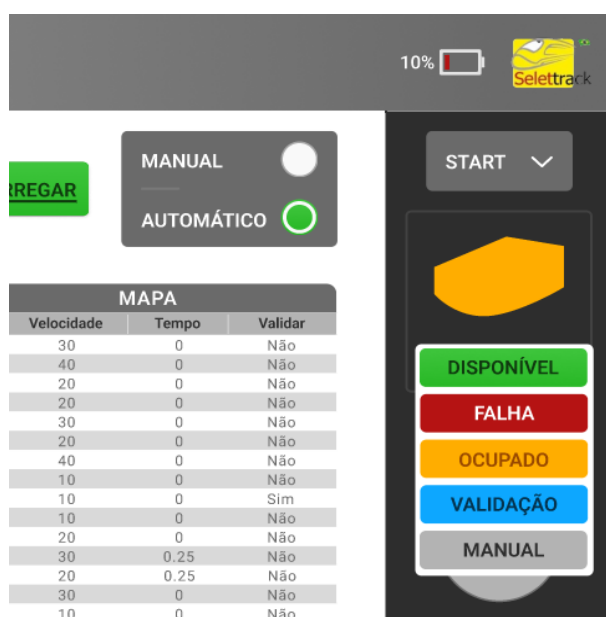 10%
Selettrack
MANUAL
START
RREGAR
AUTOMÁTICO
MAPA
Velocidade Tempo Validar
30 0 Não
40 0 Não
20 0 Não
20 0 Não
30 0 Não
20 0 Não
40 0 Não
10 0 Não
10 0 Sim
10 0 Não
20 0 Não
30 0.25 Não
20 0.25 Não
30 0 Não
10 0 Não
DISPONÍVEL
FALHA
OCUPADO
VALIDAÇÃO
MANUAL